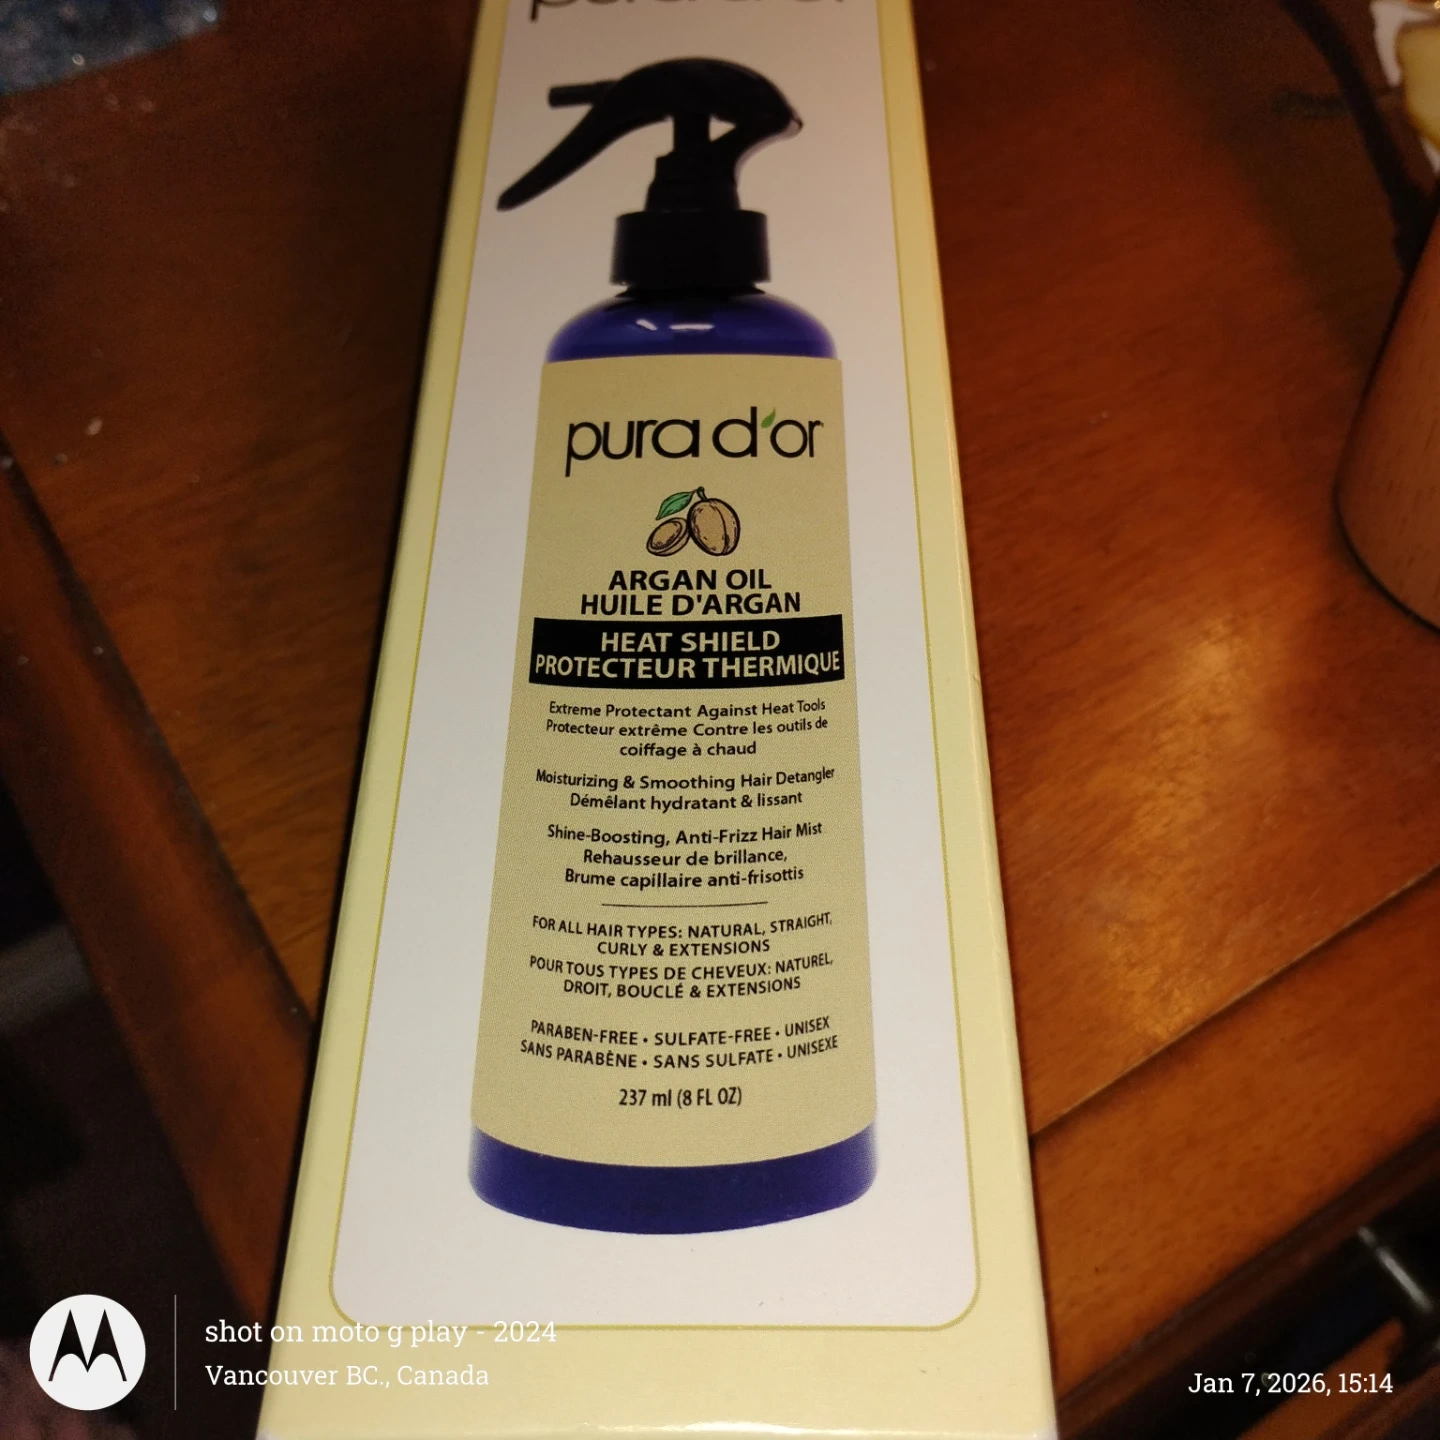 pura d'or
pura d'or
ARGAN OIL
HUILE D'ARGAN
HEAT SHIELD
PROTECTEUR THERMIQUE
Extreme Protectant Against Heat Tools
Protecteur extrême Contre les outils de
coiffage à chaud
Moisturizing & Smoothing Hair Detangler
Démêlant hydratant & lissant
Shine-Boosting, Anti-Frizz Hair Mist
Rehausseur de brillance,
Brume capillaire anti-frisottis
FOR ALL HAIR TYPES: NATURAL, STRAIGHT,
CURLY & EXTENSIONS
POUR TOUS TYPES DE CHEVEUX: NATUREL,
DROIT, BOUCLÉ & EXTENSIONS
PARABEN-FREE • SULFATE-FREE • UNISEX
SANS PARABÈNE • SANS SULFATE • UNISEXE
237 ml (8 FL OZ)
shot on moto g play - 2024
Vancouver BC., Canada
Jan 7, 2026, 15:14